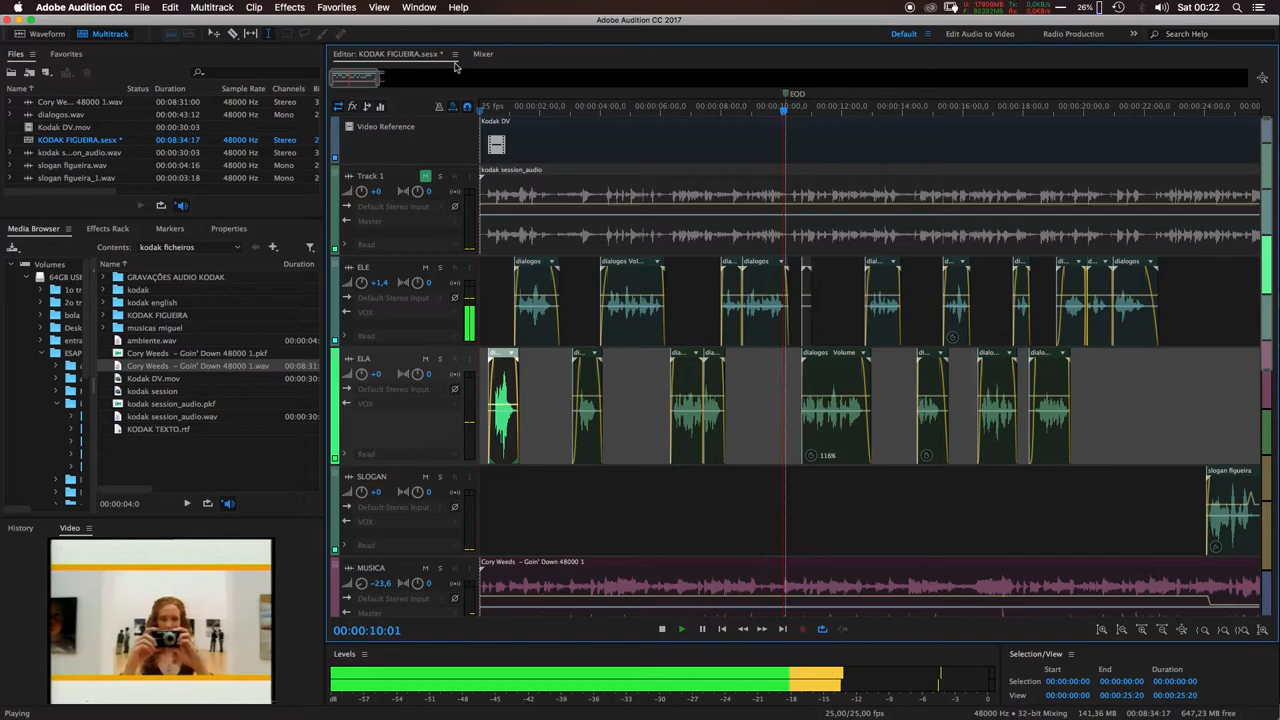 Adobe Audition CC File Edit Multitrack Clip Effects Favorites View Window Help 26% Sat 00:22
Adobe Audition CC 2017
Waveform Multitrack Default Edit Audio to Video Radio Production Search Help
Files Favorites
Editor: KODAK FIGUEIRA.sesx * Mixer
Name Status Duration Sample Rate Channels
Cory We... 48000 1.wav 00:08:31:00 48000 Hz Stereo 3
dialogos.wav 00:00:43:12 48000 Hz Mono 2
Kodak DV.mov 00:00:30:03
KODAK FIGUEIRA.sesx * 00:08:34:17 48000 Hz Stereo
kodak s...on_audio.wav 00:00:30:03 48000 Hz Stereo 2
slogan figueira.wav 00:00:04:16 48000 Hz Mono 2
slogan figueira_1.wav 00:00:03:18 48000 Hz Mono 2
Media Browser Effects Rack Markers Properties
Contents: kodak ficheiros
Volumes
64GB USE
1o tr
2o tr
bola
Desk
entra
ESAP
Name Duration
GRAVAÇÕES AUDIO KODAK
kodak
kodak english
KODAK FIGUEIRA
musicas miguel
ambiente.wav 00:00:04:
Cory Weeds – Goin' Down 48000 1.pkf
Cory Weeds – Goin' Down 48000 1.wav 00:08:31:
Kodak DV.mov 00:00:30:
kodak session
kodak session_audio.pkf
kodak session_audio.wav 00:00:30:
KODAK TEXTO.rtf
00:00:04:0
History Video
EOD
25 fps 00:00:02:00,0 00:00:04:00,0 00:00:06:00,0 00:00:08:00,0 00:00:10:00,0 00:00:12:00,0 00:00:14:00,0 00:00:16:00,0 00:00:18:00,0 00:00:20:00,0 00:00:22:00,0 00:00:24:00,0
Video Reference Kodak DV
kodak session_audio
Track 1 M S R I
+0 0
Default Stereo Input
Master
Read
ELE M S R I
+1,4 0
Default Stereo Input
VOX
Read
dialogos dialogos Vol... dia... dialogos dial... d... d... di... d... dialogos
ELA M S R I
+0 0
Default Stereo Input
VOX
Read
di... di... dia... dia... dialogos Volume di... dialo... dialo...
116%
SLOGAN M S R I
+0 0
Default Stereo Input
VOX
Read
slogan figueira
MUSICA M S R I
-23,6 0
Default Stereo Input
Master
Cory Weeds – Goin' Down 48000 1
00:00:10:01
Levels
dB -57 -54 -51 -48 -45 -42 -39 -36 -33 -30 -27 -24 -21 -18 -15 -12 -9 -6 -3 0
Selection/View
Start End Duration
Selection 00:00:00:00 00:00:00:00 00:00:00:00
View 00:00:00:00 00:00:25:20 00:00:25:20
Playing 25,00/25,00 fps 48000 Hz • 32-bit Mixing 141,36 MB 00:08:34:17 647,23 MB free